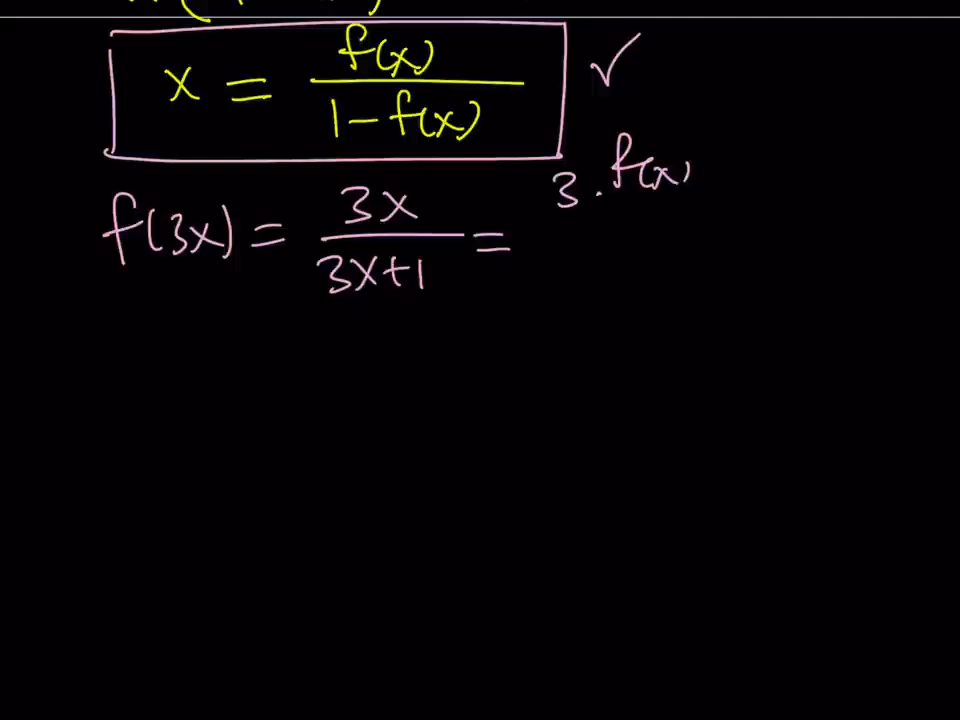 x = f(x) / 1 - f(x) ✓
f(3x) = 3x / 3x+1 = 3 . f(x)